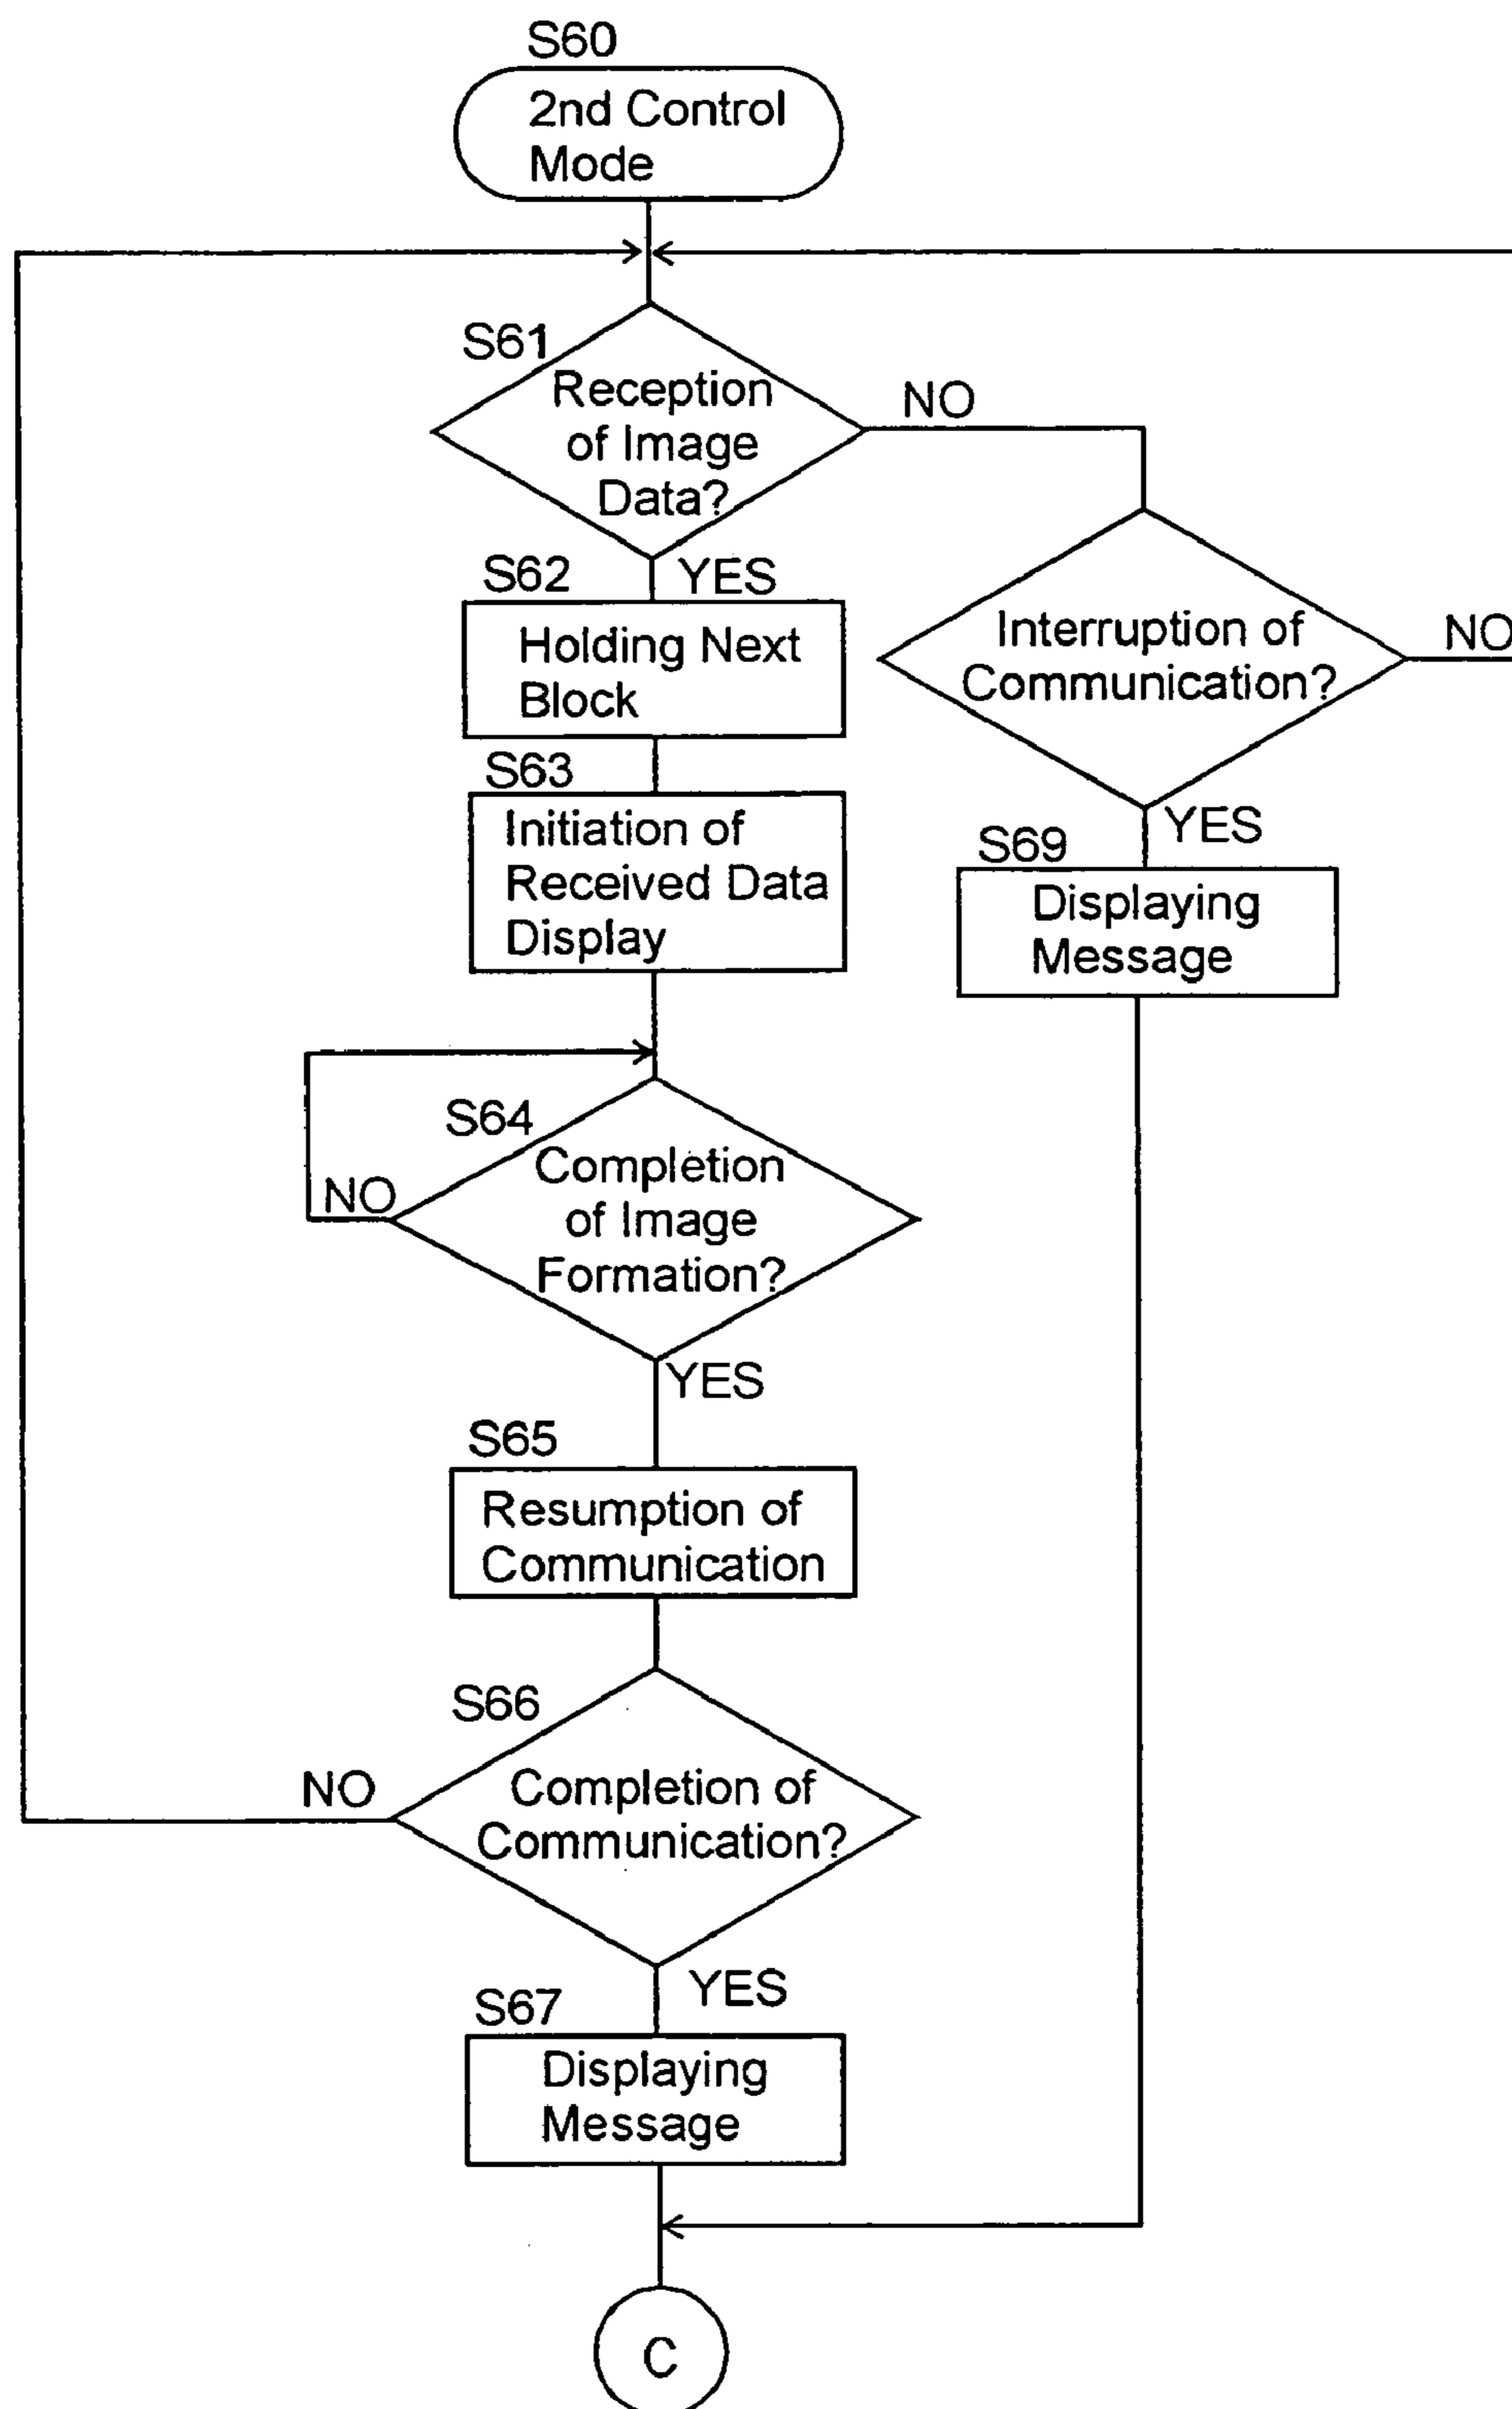 S60
2nd Control
Mode
S61
Reception
of Image
Data?
NO
YES
S62
Holding Next
Block
Interruption of
Communication?
NO
YES
S63
Initiation of
Received Data
Display
S69
Displaying
Message
S64
Completion
of Image
Formation?
NO
YES
S65
Resumption of
Communication
S66
Completion of
Communication?
NO
YES
S67
Displaying
Message
C